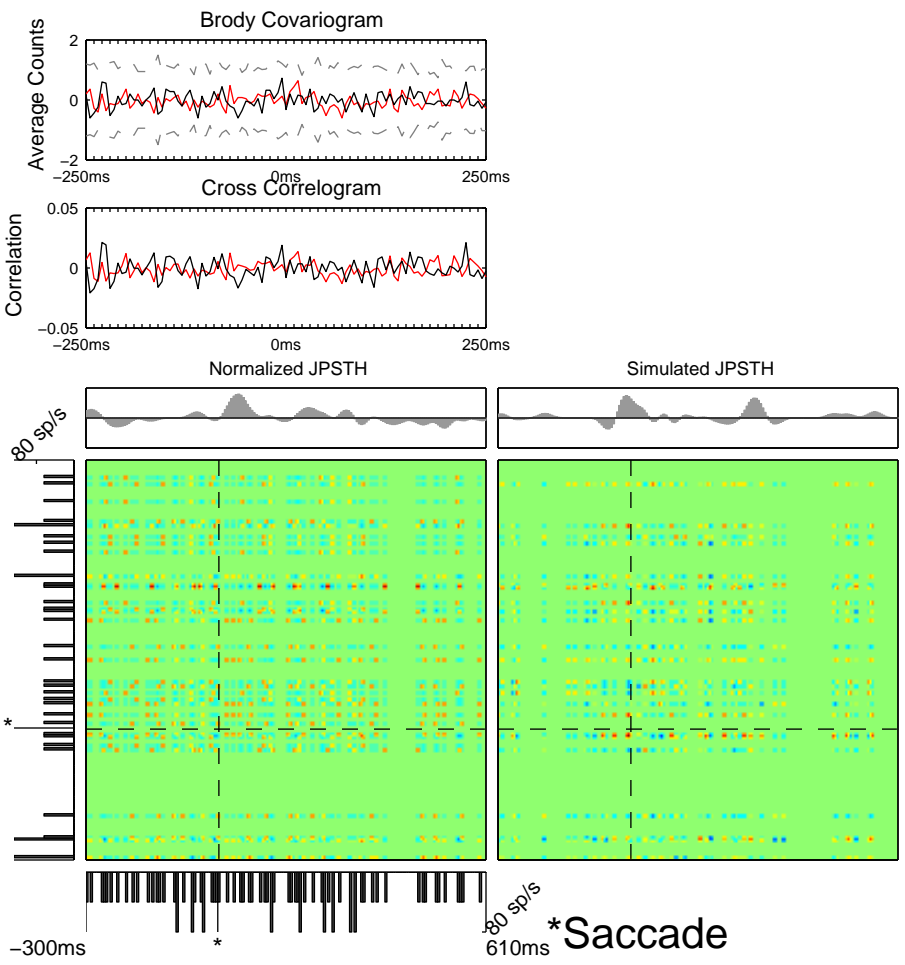 Brody Covariogram
Average Counts
2
0
−2
−250ms
0ms
250ms
Cross Correlogram
Correlation
0.05
0
−0.05
−250ms
0ms
250ms
Normalized JPSTH
Simulated JPSTH
80 sp/s
*
80 sp/s
−300ms
*
610ms
*Saccade